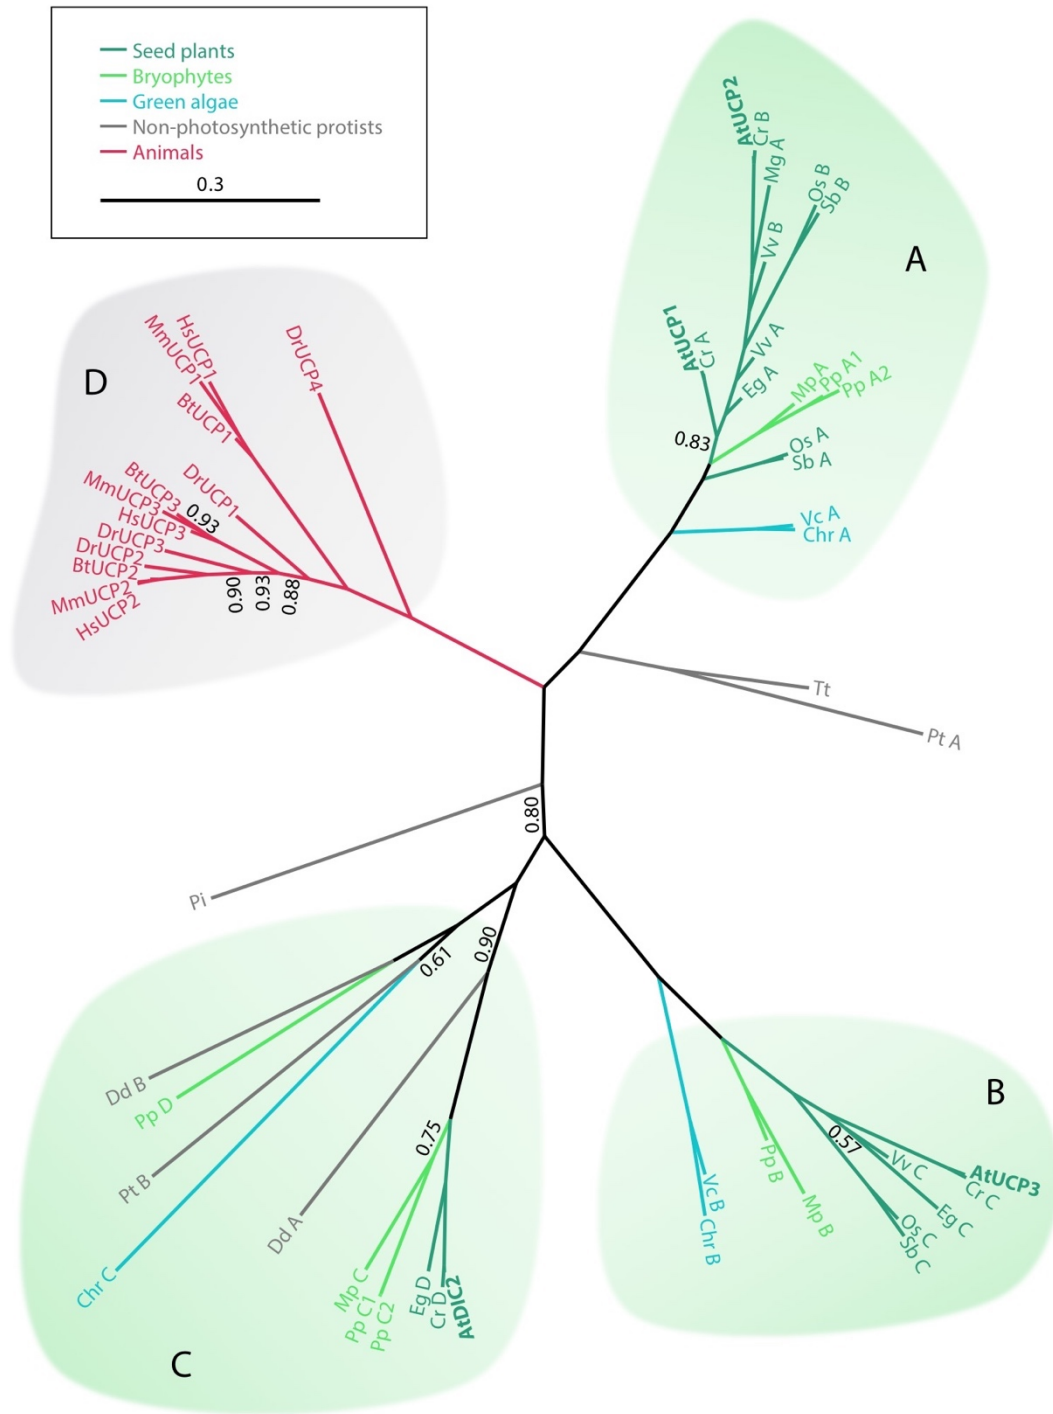 Seed plants
Bryophytes
Green algae
Non-photosynthetic protists
Animals
0.3
A
AtUCP2
Cr B
Mg A
Os B
Sb B
Vv B
AtUCP1
Cr A
Vv A
Eg A
Mp A
Pp A1
Pp A2
0.83
Os A
Sb A
Vc A
Chr A
D
HsUCP1
MmUCP1
BtUCP1
DrUCP4
DrUCP1
BtUCP3
MmUCP3
0.93
HsUCP3
DrUCP3
DrUCP2
BtUCP2
MmUCP2
HsUCP2
0.90
0.93
0.88
Tt
Pt A
0.80
Pi
0.61
0.90
Dd B
Pp D
Pt B
Chr C
Dd A
0.75
Mp C
Pp C1
Pp C2
Eg D
Cr D
AtDIC2
C
B
0.57
Vv C
AtUCP3
Cr C
Eg C
Os C
Sb C
Pp B
Mp B
Vc B
Chr B